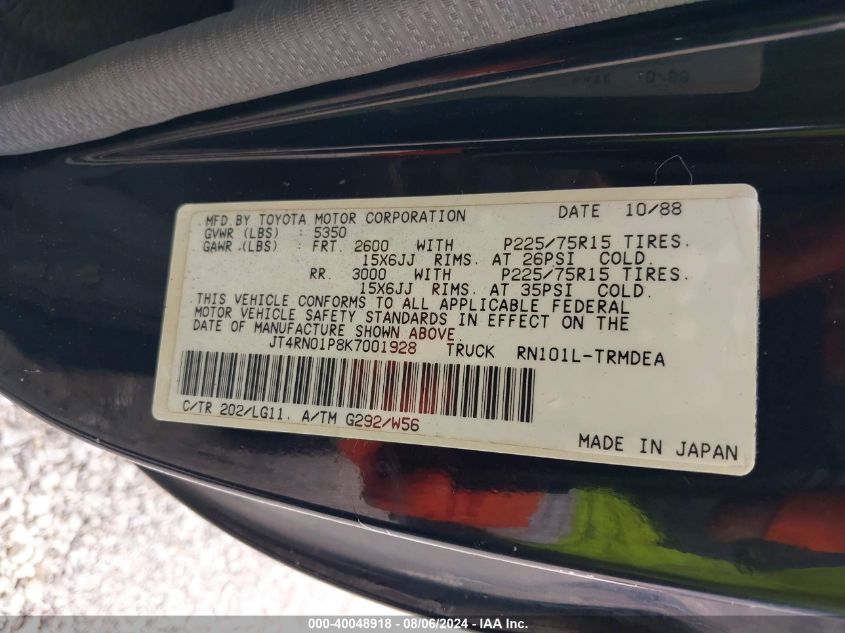 MFD.BY TOYOTA MOTOR CORPORATION DATE 10/88
GVWR (LBS) : 5350
GAWR (LBS) : FRT. 2600 WITH P225/75R15 TIRES.
15X6JJ RIMS. AT 26PSI COLD.
RR. 3000 WITH P225/75R15 TIRES.
15X6JJ RIMS. AT 35PSI COLD.
THIS VEHICLE CONFORMS TO ALL APPLICABLE FEDERAL
MOTOR VEHICLE SAFETY STANDARDS IN EFFECT ON THE
DATE OF MANUFACTURE SHOWN ABOVE.
JT4RN01P8K7001928 TRUCK RN101L-TRMDEA
C/TR 202/LG11. A/TM G292/W56
MADE IN JAPAN
000-40048918 - 08/06/2024 - IAA Inc.